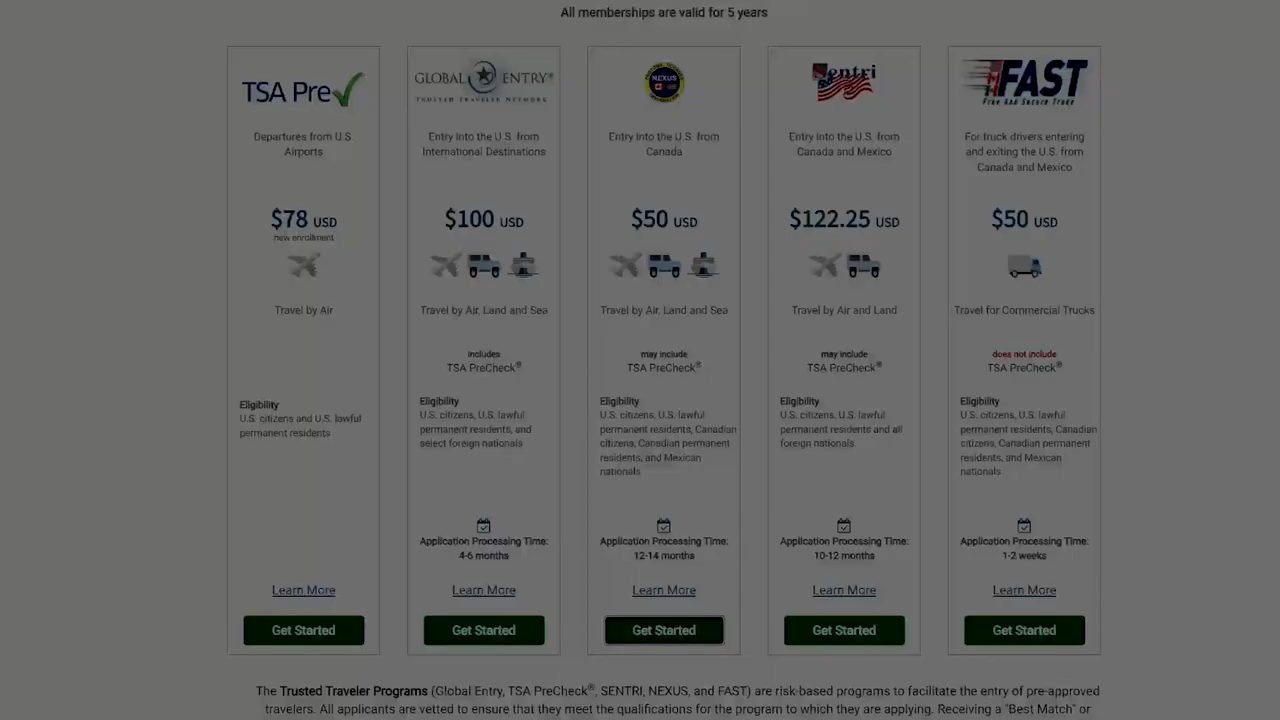 All memberships are valid for 5 years
TSA Pre
Departures from U.S.
Airports
$78 USD
new enrollment
Travel by Air
Eligibility
U.S. citizens and U.S. lawful
permanent residents
Learn More
Get Started
GLOBAL ENTRY®
TRUSTED TRAVELER NETWORK
Entry into the U.S. from
International Destinations
$100 USD
Travel by Air, Land and Sea
includes
TSA PreCheck®
Eligibility
U.S. citizens, U.S. lawful
permanent residents, and
select foreign nationals
Application Processing Time:
4-6 months
Learn More
Get Started
NEXUS
Entry into the U.S. from
Canada
$50 USD
Travel by Air, Land and Sea
may include
TSA PreCheck®
Eligibility
U.S. citizens, U.S. lawful
permanent residents, Canadian
citizens, Canadian permanent
residents, and Mexican
nationals
Application Processing Time:
12-14 months
Learn More
Get Started
Sentri
Entry into the U.S. from
Canada and Mexico
$122.25 USD
Travel by Air and Land
may include
TSA PreCheck®
Eligibility
U.S. citizens, U.S. lawful
permanent residents and all
foreign nationals
Application Processing Time:
10-12 months
Learn More
Get Started
FAST
Free And Secure Trade
For truck drivers entering
and exiting the U.S. from
Canada and Mexico
$50 USD
Travel for Commercial Trucks
does not include
TSA PreCheck®
Eligibility
U.S. citizens, U.S. lawful
permanent residents, Canadian
citizens, Canadian permanent
residents, and Mexican
nationals
Application Processing Time:
1-2 weeks
Learn More
Get Started
The Trusted Traveler Programs (Global Entry, TSA PreCheck®, SENTRI, NEXUS, and FAST) are risk-based programs to facilitate the entry of pre-approved
travelers. All applicants are vetted to ensure that they meet the qualifications for the program to which they are applying. Receiving a "Best Match" or